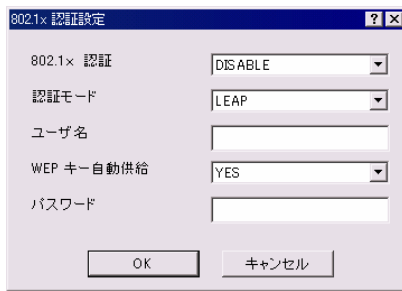 802.1x 認証設定
802.1x 認証 DISABLE
認証モード LEAP
ユーザ名
WEP キー自動供給 YES
パスワード
OK キャンセル